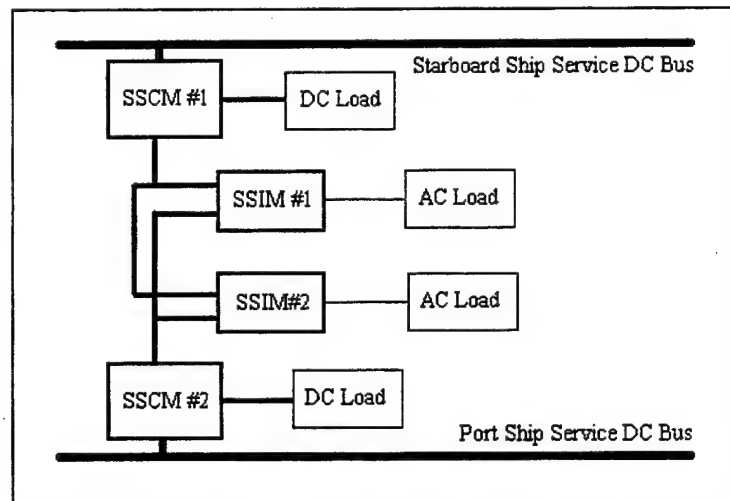 Starboard Ship Service DC Bus
SSCM #1
DC Load
SSIM #1
AC Load
SSIM#2
AC Load
SSCM #2
DC Load
Port Ship Service DC Bus